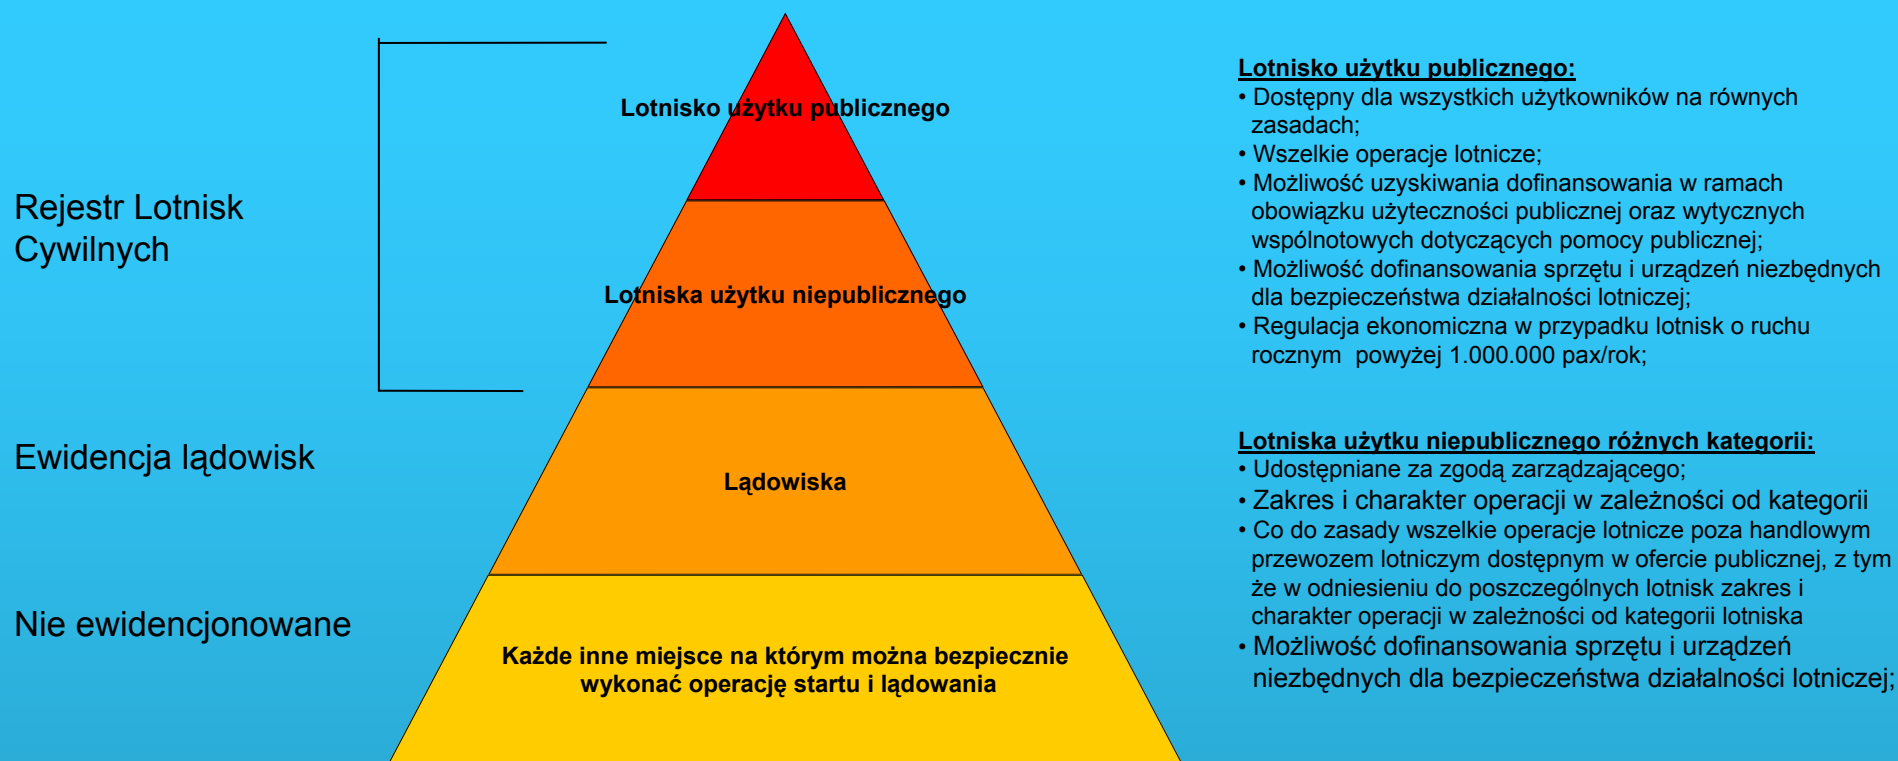 Rejestr Lotnisk
Cywilnych
Ewidencja lądowisk
Nie ewidencjonowane
Lotnisko użytku publicznego
Lotniska użytku niepublicznego
Lądowiska
Każde inne miejsce na którym można bezpiecznie
wykonać operację startu i lądowania
Lotnisko użytku publicznego:
• Dostępny dla wszystkich użytkowników na równych
zasadach;
• Wszelkie operacje lotnicze;
• Możliwość uzyskiwania dofinansowania w ramach
obowiązku użyteczności publicznej oraz wytycznych
wspólnotowych dotyczących pomocy publicznej;
• Możliwość dofinansowania sprzętu i urządzeń niezbędnych
dla bezpieczeństwa działalności lotniczej;
• Regulacja ekonomiczna w przypadku lotnisk o ruchu
rocznym powyżej 1.000.000 pax/rok;
Lotniska użytku niepublicznego różnych kategorii:
• Udostępniane za zgodą zarządzającego;
• Zakres i charakter operacji w zależności od kategorii
• Co do zasady wszelkie operacje lotnicze poza handlowym
przewozem lotniczym dostępnym w ofercie publicznej, z tym
że w odniesieniu do poszczególnych lotnisk zakres i
charakter operacji w zależności od kategorii lotniska
• Możliwość dofinansowania sprzętu i urządzeń
niezbędnych dla bezpieczeństwa działalności lotniczej;